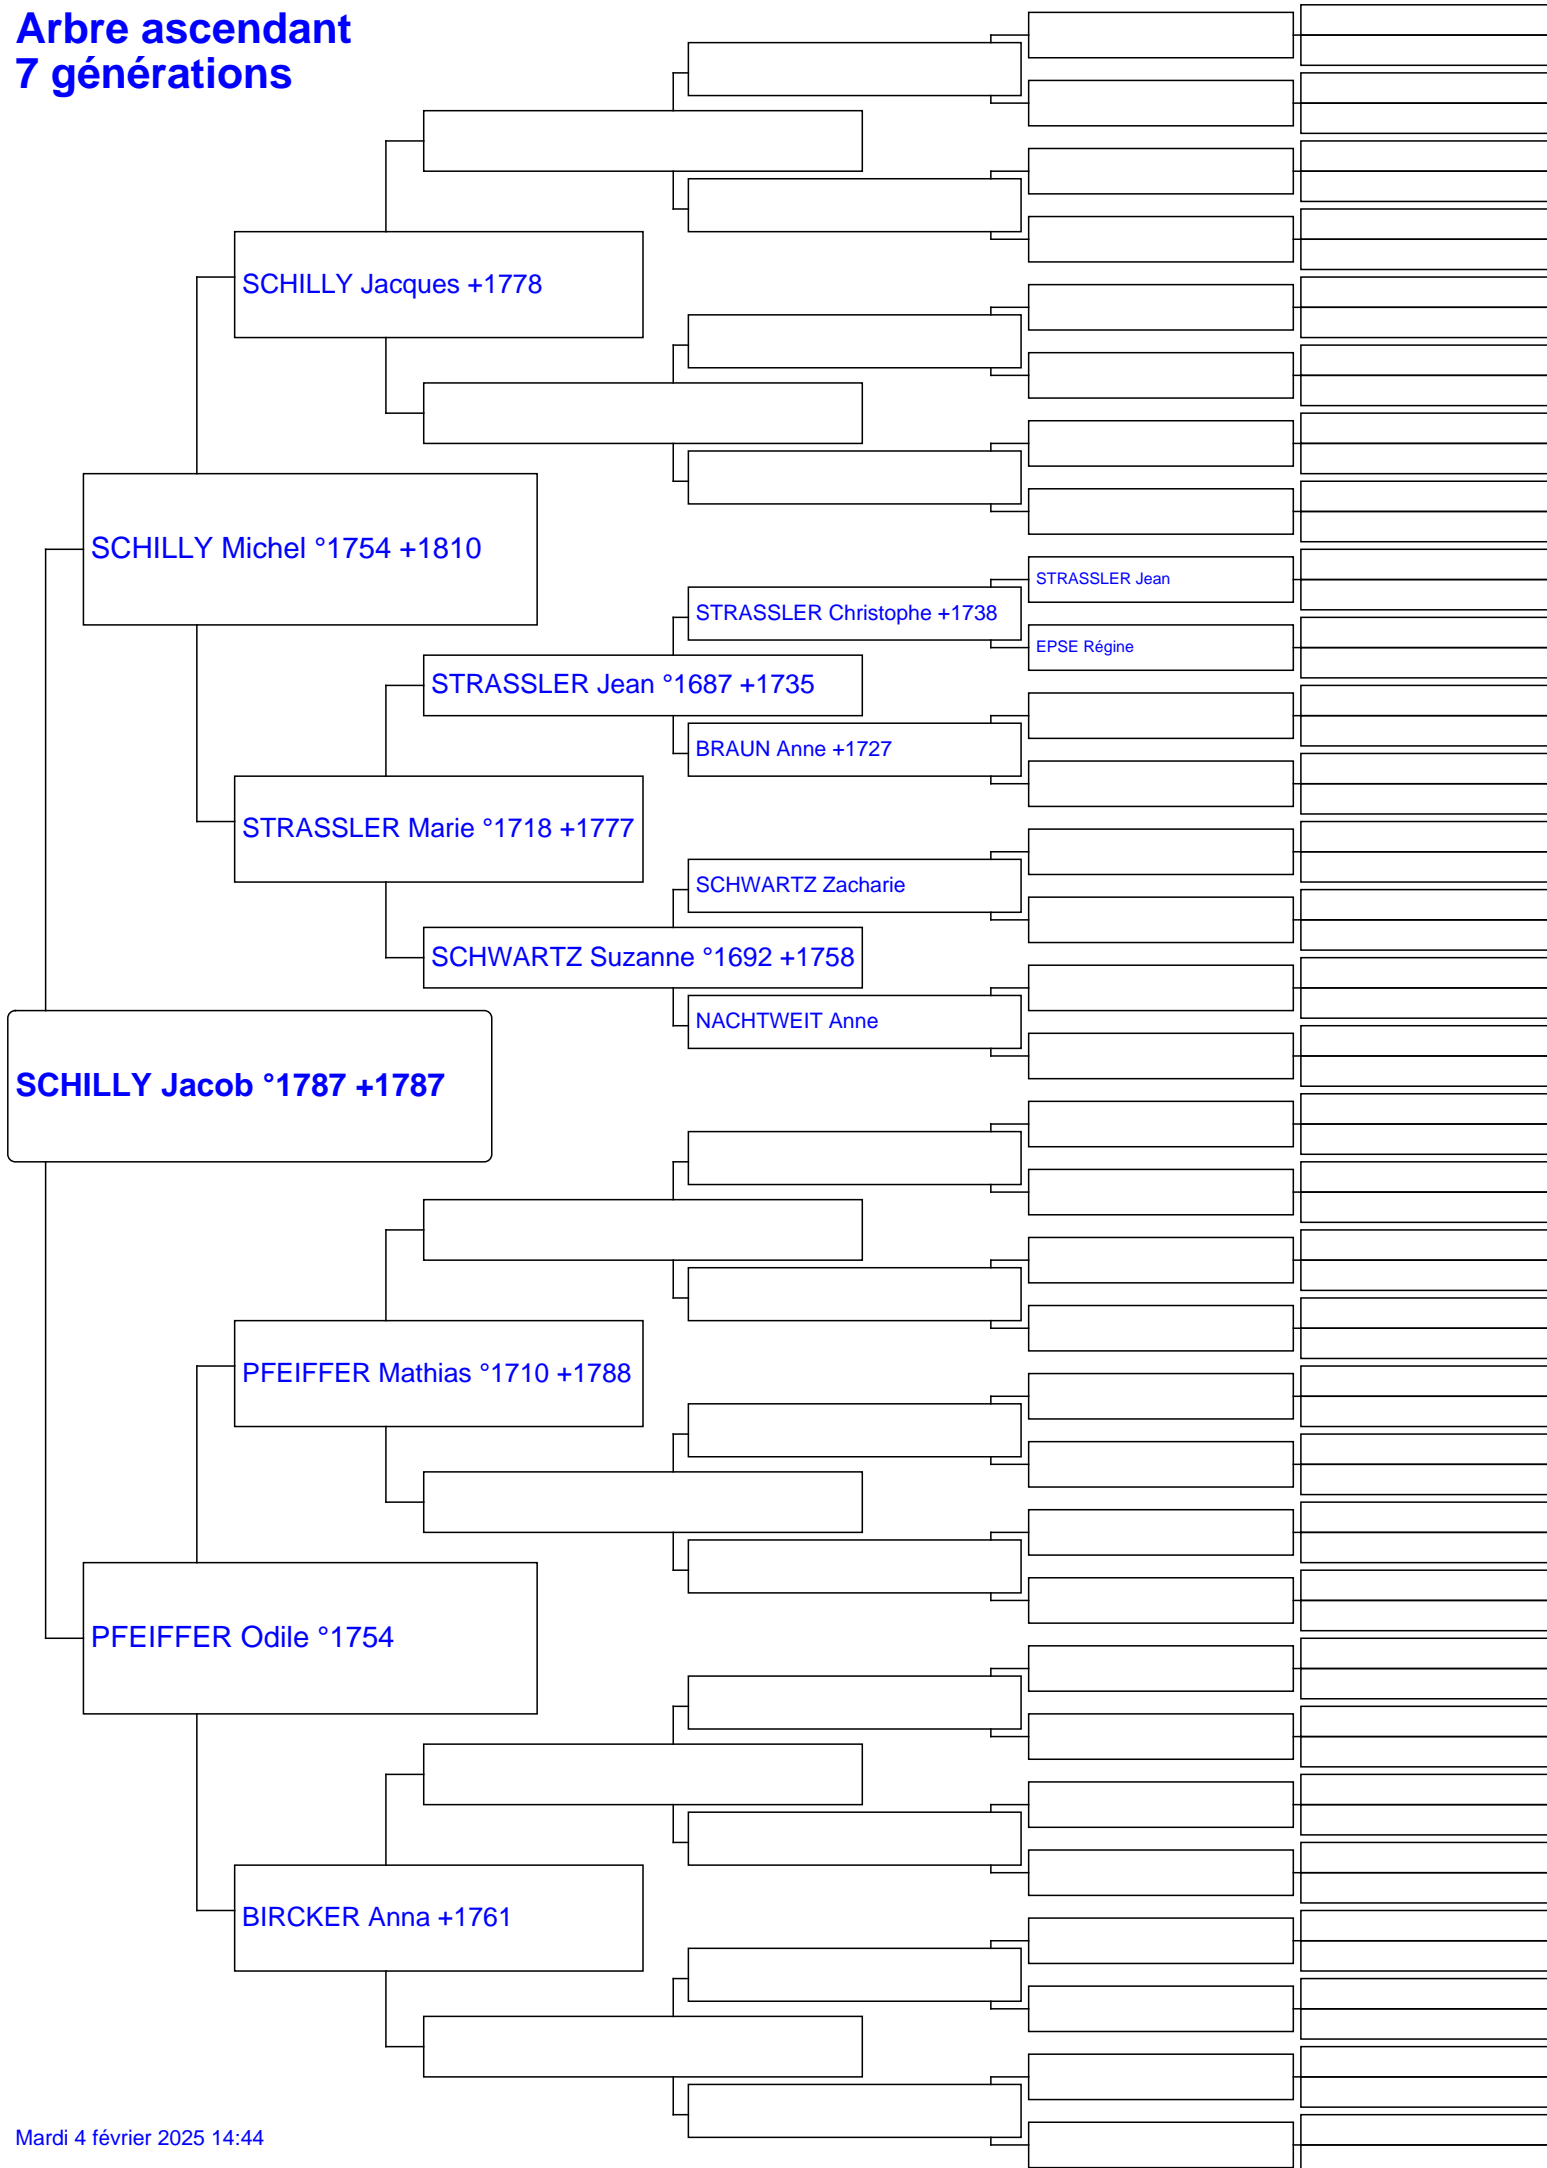 Arbre ascendant
7 générations
SCHILLY Jacques +1778
SCHILLY Michel °1754 +1810
STRASSLER Jean
STRASSLER Christophe +1738
EPSE Régine
STRASSLER Jean °1687 +1735
BRAUN Anne +1727
STRASSLER Marie °1718 +1777
SCHWARTZ Zacharie
SCHWARTZ Suzanne °1692 +1758
NACHTWEIT Anne
SCHILLY Jacob °1787 +1787
PFEIFFER Mathias °1710 +1788
PFEIFFER Odile °1754
BIRCKER Anna +1761
Mardi 4 février 2025 14:44